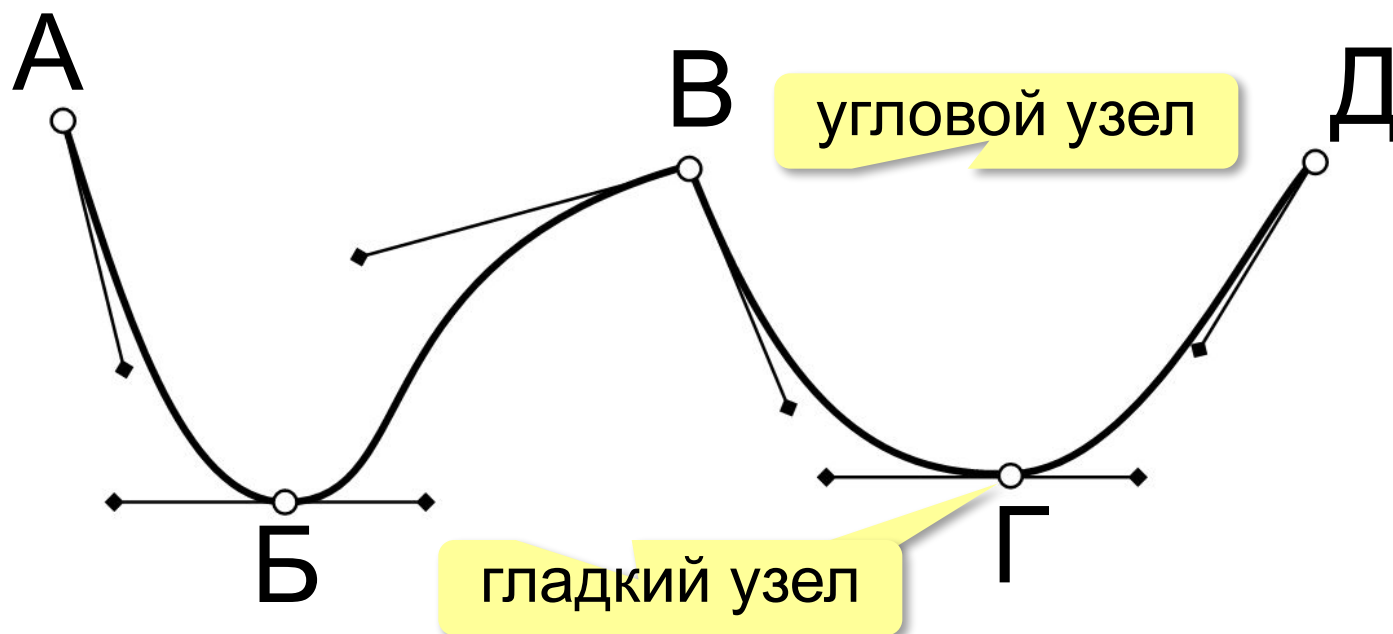 А
В
Д
угловой узел
Б
Г
гладкий узел